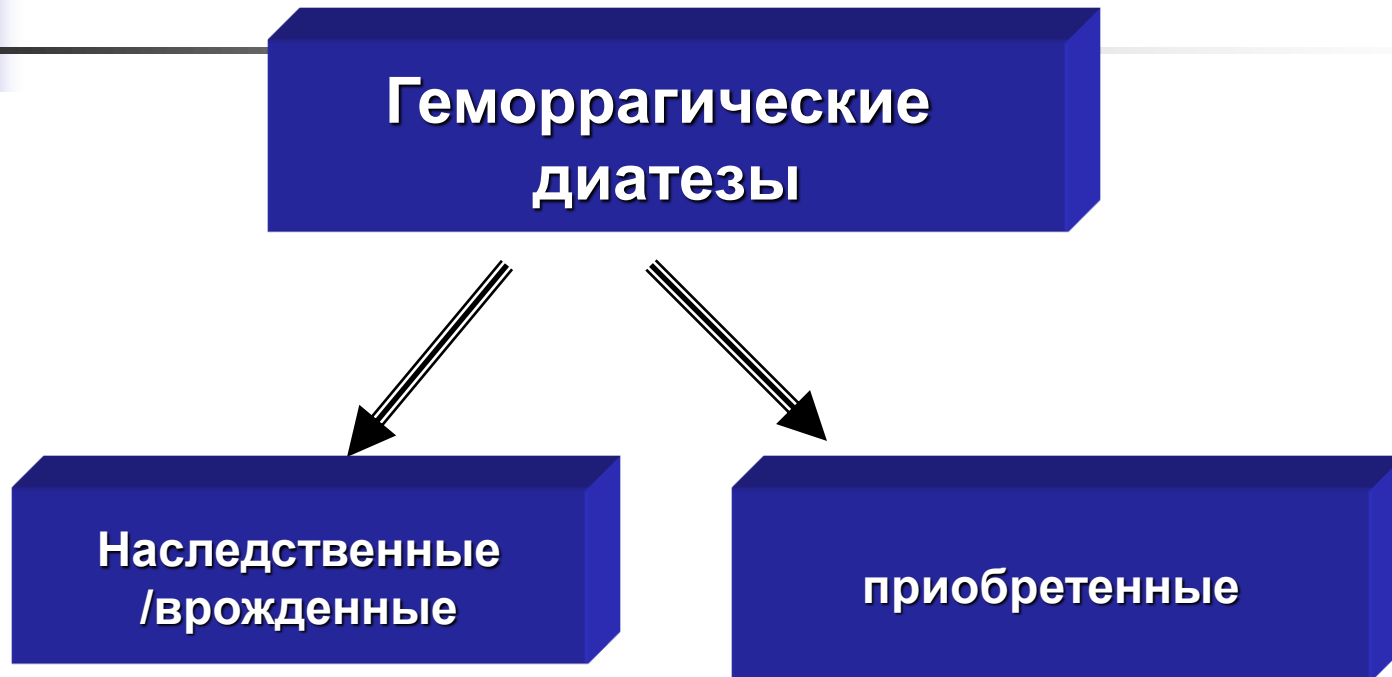 Геморрагические
диатезы
Наследственные
/врожденные
приобретенные